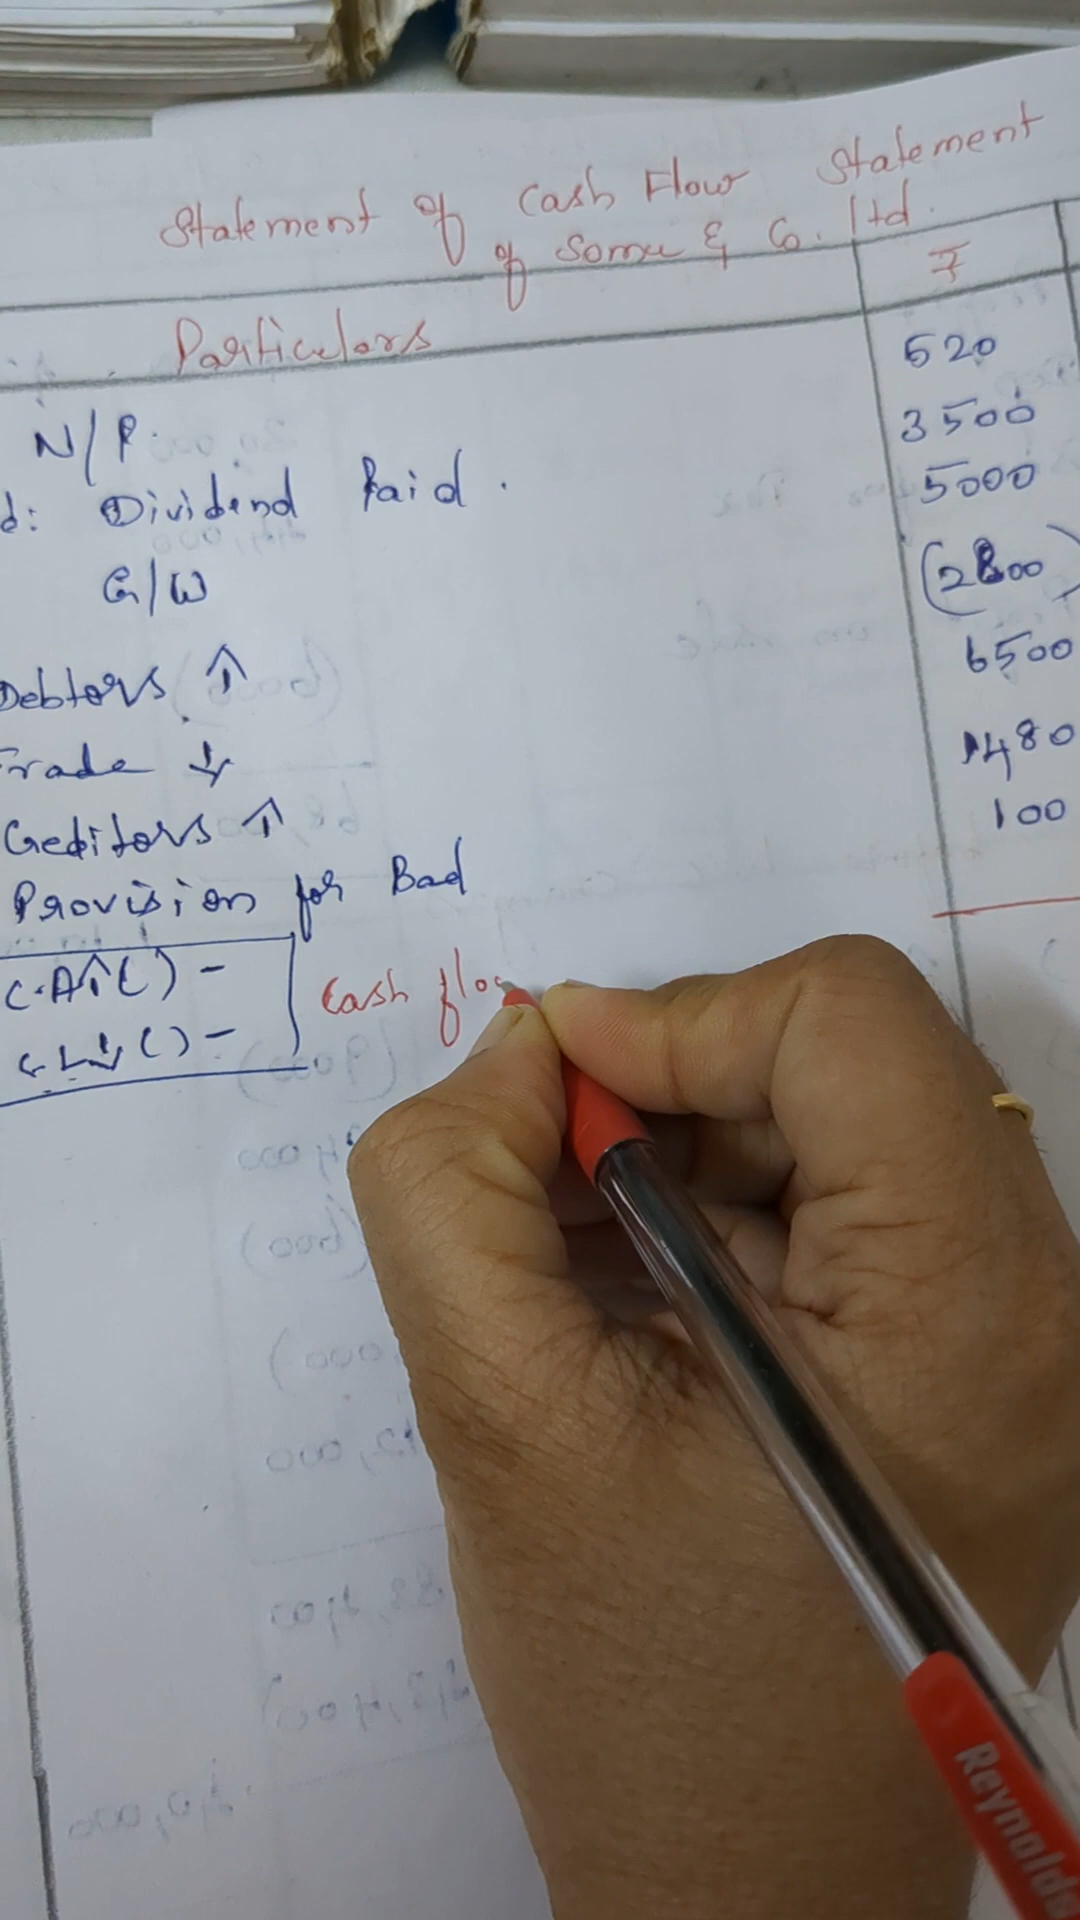 Statement of Cash Flow Statement
of Somu & Co. Ltd.
Particulars ₹
N/P. 520
d: Dividend Paid. 3500
G/W 5000
Debtors ↑ (2800)
Trade ↓ 6500
Creditors ↑ 1480
Provision for Bad 100
C.A↑(-) -
C.L↓(-) -
Cash flo
Reynolds